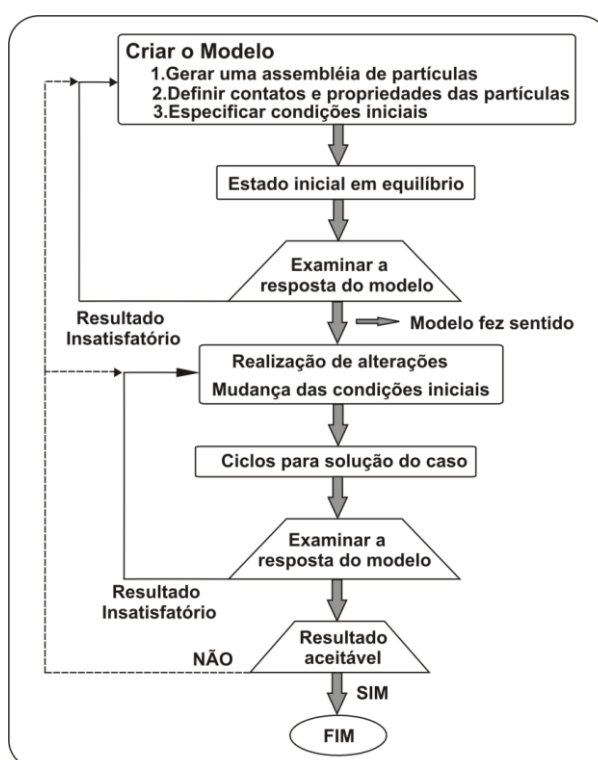 Criar o Modelo
1.Gerar uma assembléia de partículas
2.Definir contatos e propriedades das partículas
3.Especificar condições iniciais
Estado inicial em equilíbrio
Examinar a
resposta do modelo
Resultado
Insatisfatório
Modelo fez sentido
Realização de alterações
Mudança das condições iniciais
Ciclos para solução do caso
Examinar a
resposta do modelo
Resultado
Insatisfatório
Resultado
aceitável
NÃO
SIM
FIM